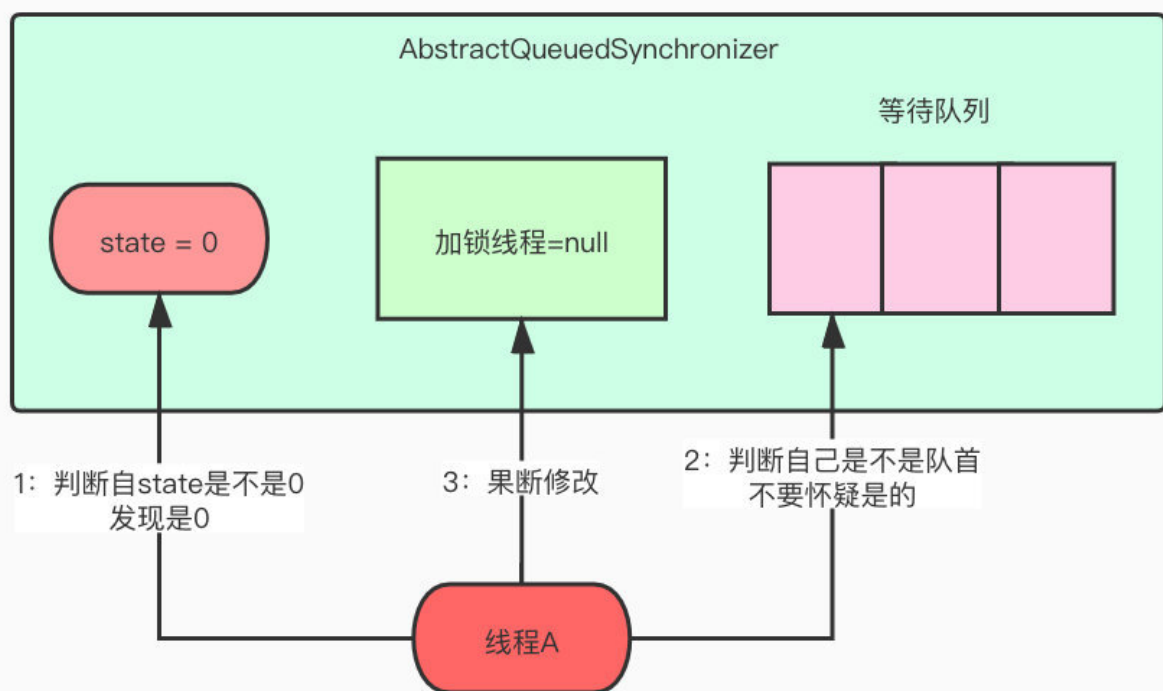 AbstractQueuedSynchronizer
等待队列
state = 0
加锁线程=null
1：判断自state是不是0
发现是0
3：果断修改
2：判断自己是不是队首
不要怀疑是的
线程A